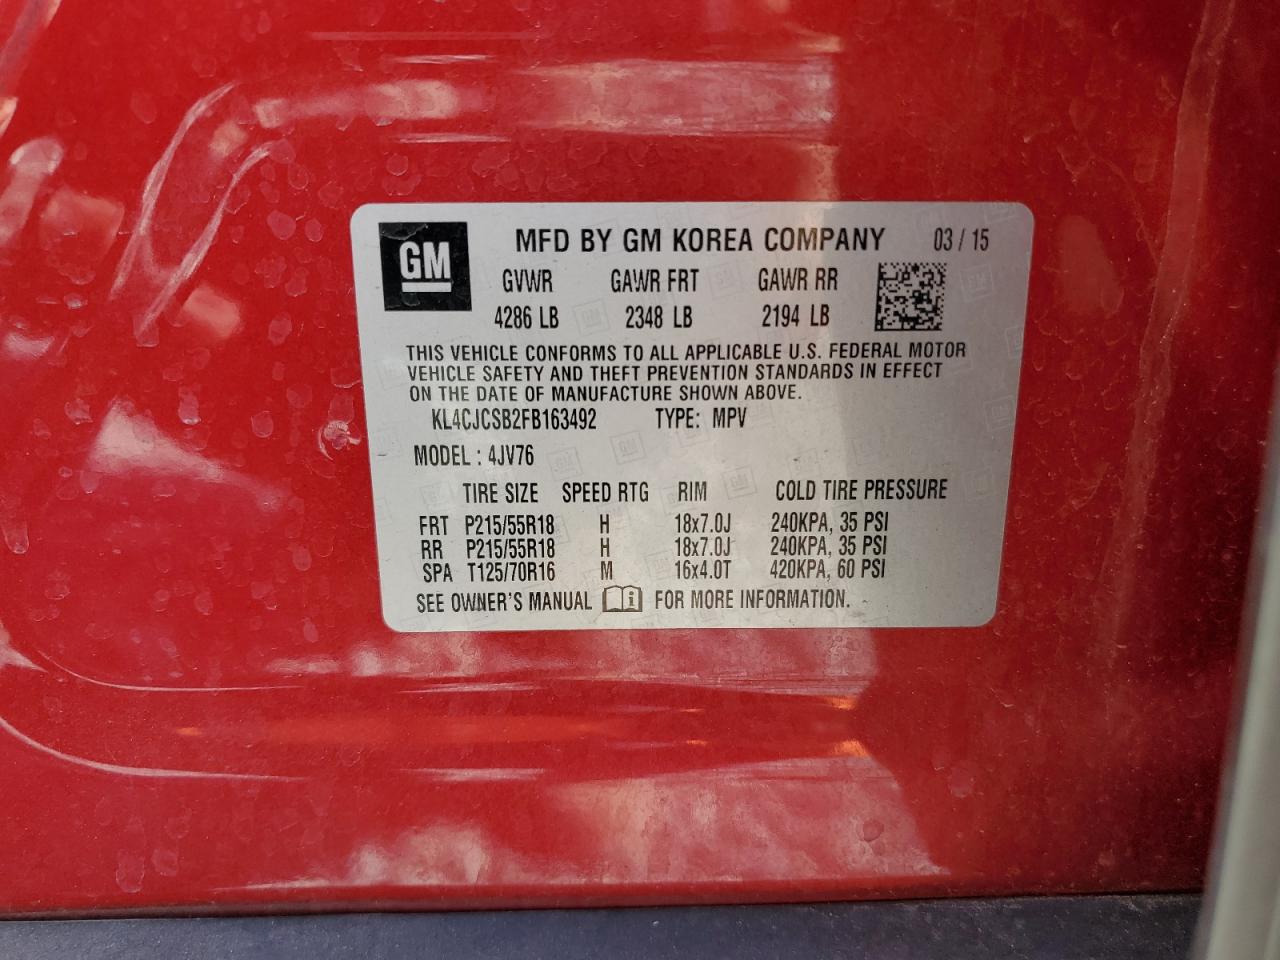 GM MFD BY GM KOREA COMPANY 03 / 15
GVWR GAWR FRT GAWR RR
4286 LB 2348 LB 2194 LB
THIS VEHICLE CONFORMS TO ALL APPLICABLE U.S. FEDERAL MOTOR
VEHICLE SAFETY AND THEFT PREVENTION STANDARDS IN EFFECT
ON THE DATE OF MANUFACTURE SHOWN ABOVE.
KL4CJCSB2FB163492 TYPE: MPV
MODEL : 4JV76
TIRE SIZE SPEED RTG RIM COLD TIRE PRESSURE
FRT P215/55R18 H 18x7.0J 240KPA, 35 PSI
RR P215/55R18 H 18x7.0J 240KPA, 35 PSI
SPA T125/70R16 M 16x4.0T 420KPA, 60 PSI
SEE OWNER'S MANUAL i FOR MORE INFORMATION.